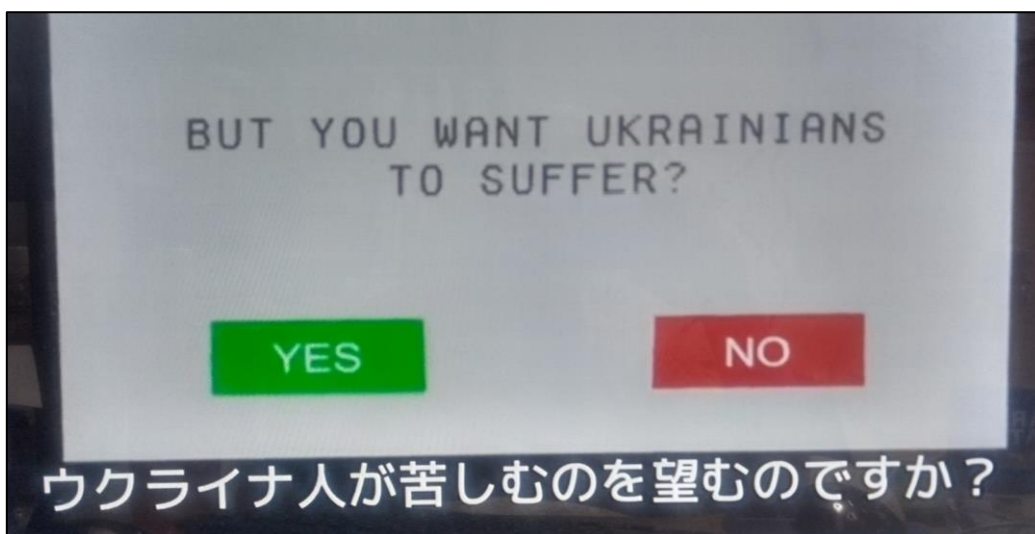 BUT YOU WANT UKRAINIANS
TO SUFFER?
YES
NO
ウクライナ人が苦しむのを望むのですか？